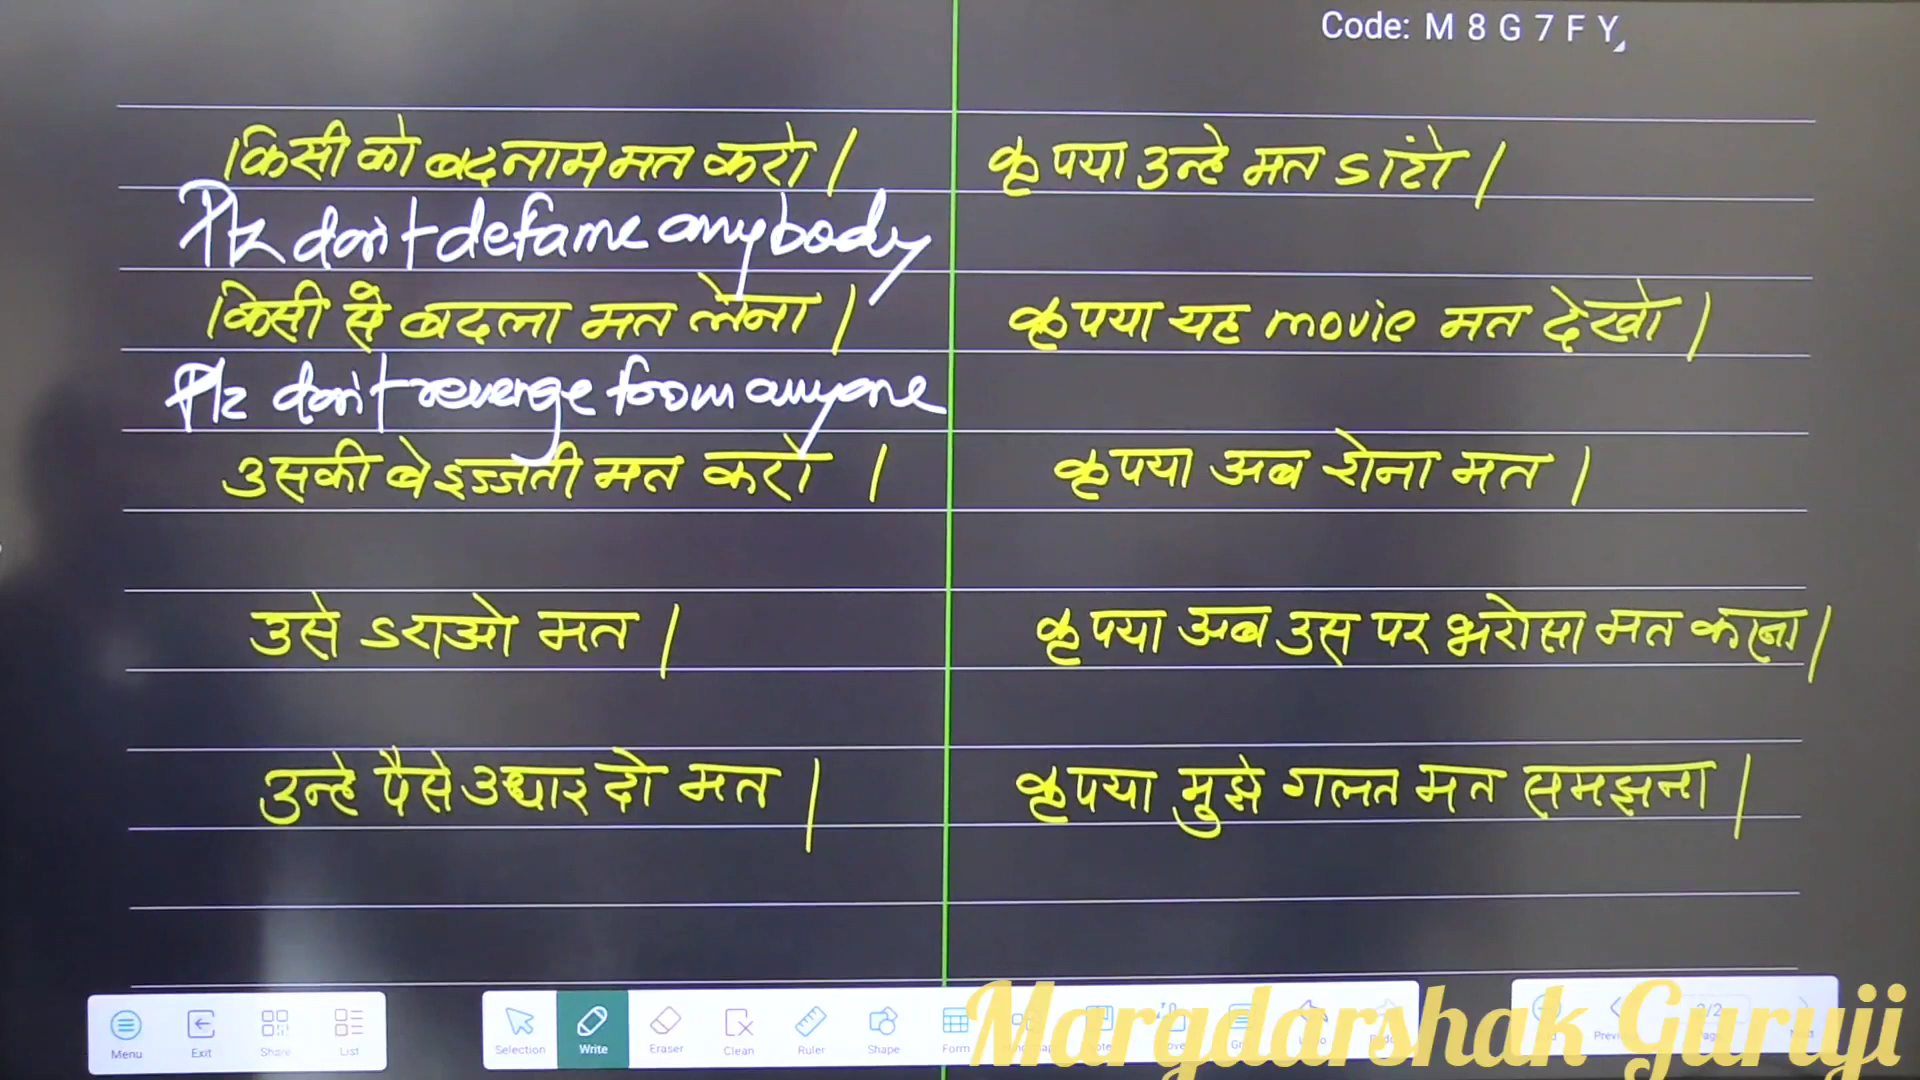 Code: M 8 G 7 F Y
किसी को बदनाम मत करो।
Plz don't defame anybody
किसी से बदला मत लेना।
Plz don't revenge from anyone
उसकी बेइज्जती मत करो ।
उसे डराओ मत ।
उन्हे पैसे उधार दो मत ।
कृपया उन्हे मत डांटो ।
कृपया यह movie मत देखो ।
कृपया अब रोना मत ।
कृपया अब उस पर भरोसा मत करना।
कृपया मुझे गलत मत समझना ।
Menu Exit Share List
Selection Write Eraser Clean Ruler Shape Form
2/2
Margdarshak Guruji